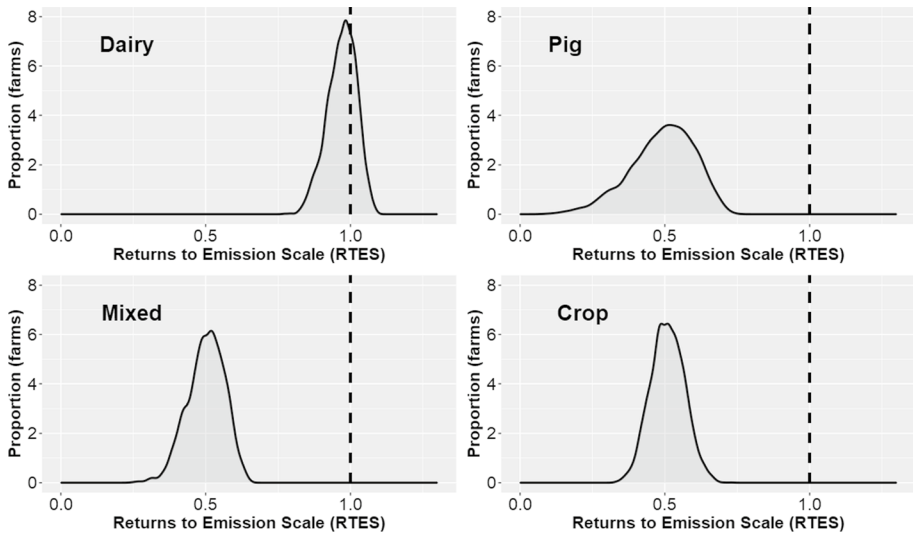 Dairy
Proportion (farms)
8
6
4
2
0
0.0 0.5 1.0
Returns to Emission Scale (RTES)
Pig
Proportion (farms)
8
6
4
2
0
0.0 0.5 1.0
Returns to Emission Scale (RTES)
Mixed
Proportion (farms)
8
6
4
2
0
0.0 0.5 1.0
Returns to Emission Scale (RTES)
Crop
Proportion (farms)
8
6
4
2
0
0.0 0.5 1.0
Returns to Emission Scale (RTES)